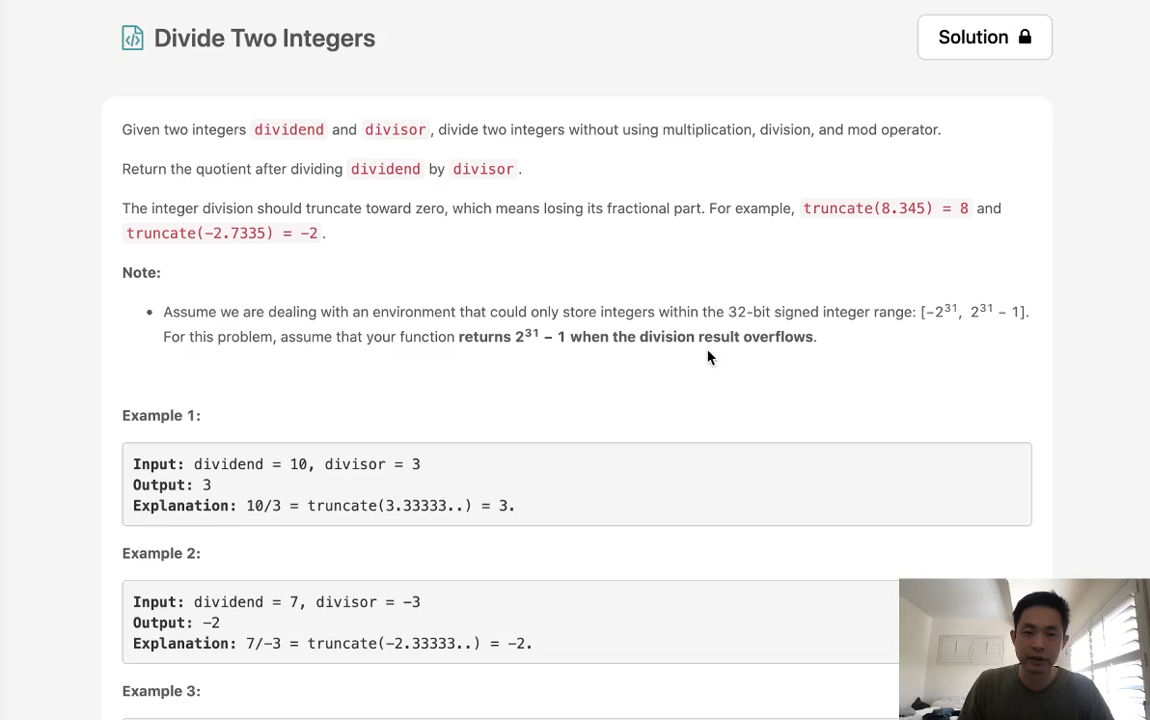 Divide Two Integers
Solution
Given two integers dividend and divisor, divide two integers without using multiplication, division, and mod operator.
Return the quotient after dividing dividend by divisor.
The integer division should truncate toward zero, which means losing its fractional part. For example, truncate(8.345) = 8 and
truncate(-2.7335) = -2.
Note:
• Assume we are dealing with an environment that could only store integers within the 32-bit signed integer range: [−2³¹, 2³¹ − 1].
For this problem, assume that your function returns 2³¹ − 1 when the division result overflows.
Example 1:
Input: dividend = 10, divisor = 3
Output: 3
Explanation: 10/3 = truncate(3.33333..) = 3.
Example 2:
Input: dividend = 7, divisor = -3
Output: -2
Explanation: 7/-3 = truncate(-2.33333..) = -2.
Example 3: